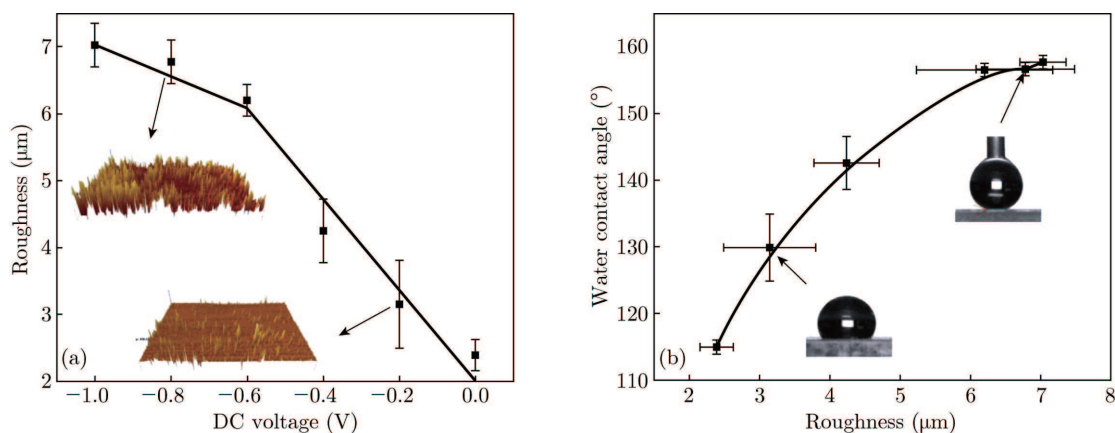 7
6
5
4
3
2
Roughness (μm)
(a)
−1.0 −0.8 −0.6 −0.4 −0.2 0.0
DC voltage (V)
160
150
140
130
120
110
Water contact angle (°)
(b)
2 3 4 5 6 7 8
Roughness (μm)